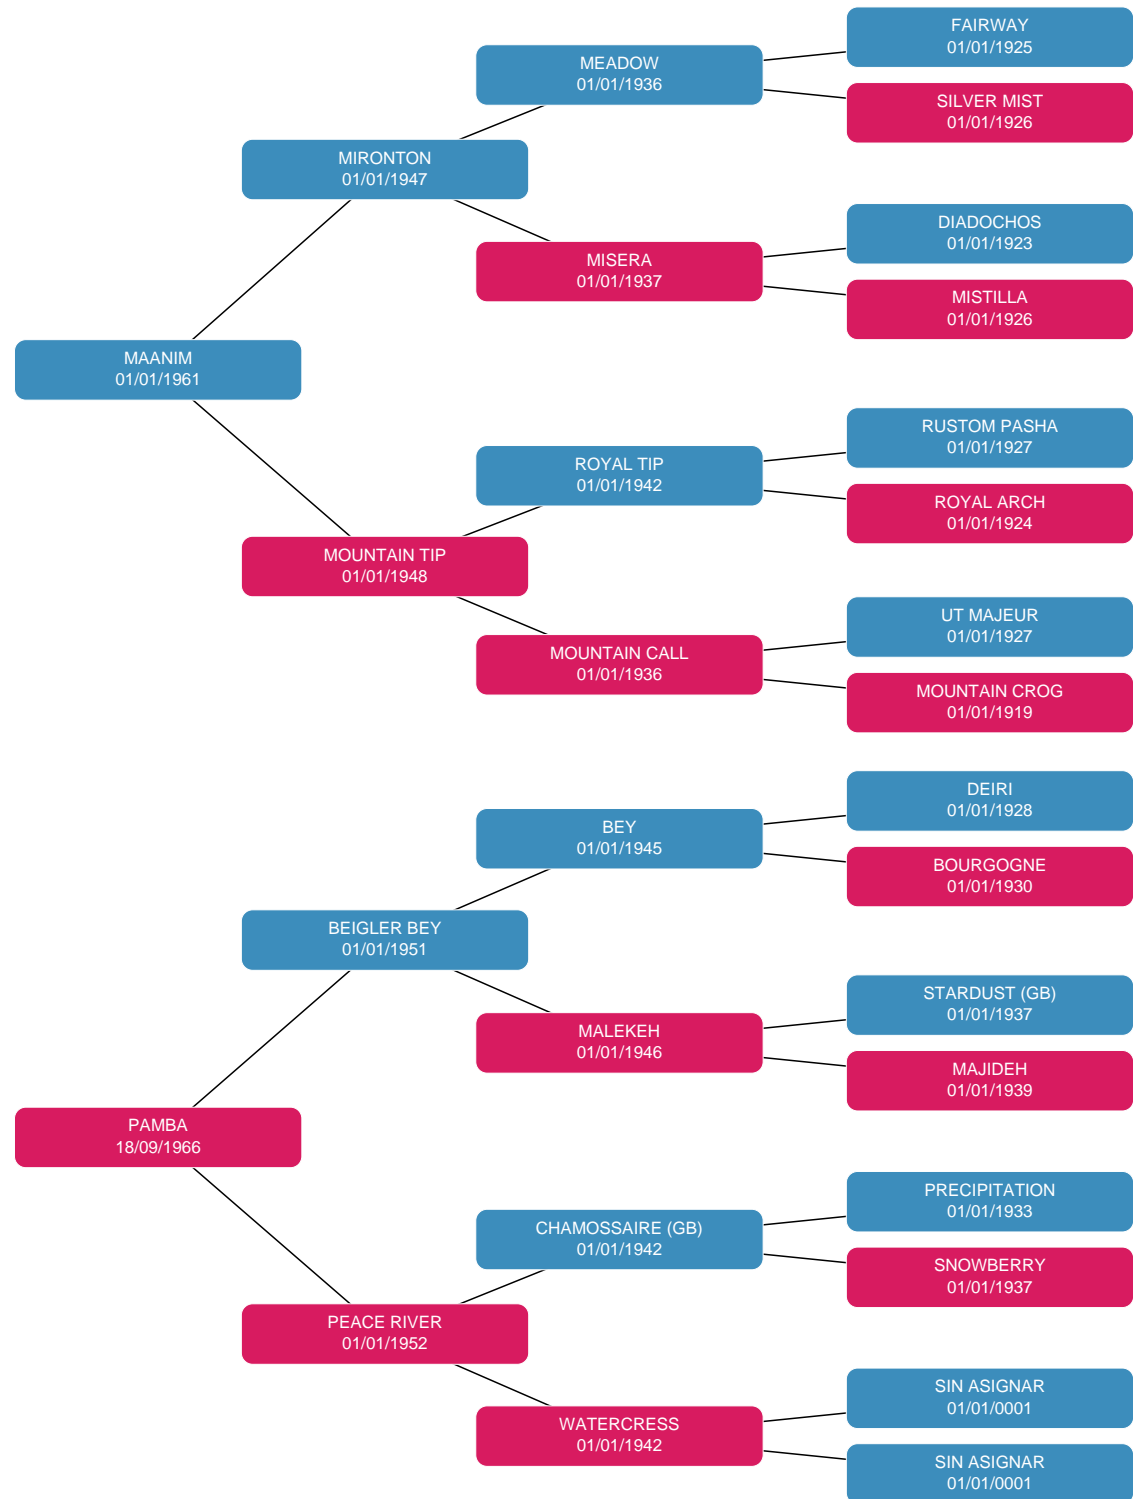 FAIRWAY
01/01/1925
MEADOW
01/01/1936
SILVER MIST
01/01/1926
MIRONTON
01/01/1947
DIADOCHOS
01/01/1923
MISERA
01/01/1937
MISTILLA
01/01/1926
MAANIM
01/01/1961
RUSTOM PASHA
01/01/1927
ROYAL TIP
01/01/1942
ROYAL ARCH
01/01/1924
MOUNTAIN TIP
01/01/1948
UT MAJEUR
01/01/1927
MOUNTAIN CALL
01/01/1936
MOUNTAIN CROG
01/01/1919
DEIRI
01/01/1928
BEY
01/01/1945
BOURGOGNE
01/01/1930
BEIGLER BEY
01/01/1951
STARDUST (GB)
01/01/1937
MALEKEH
01/01/1946
MAJIDEH
01/01/1939
PAMBA
18/09/1966
PRECIPITATION
01/01/1933
CHAMOSSAIRE (GB)
01/01/1942
SNOWBERRY
01/01/1937
PEACE RIVER
01/01/1952
SIN ASIGNAR
01/01/0001
WATERCRESS
01/01/1942
SIN ASIGNAR
01/01/0001